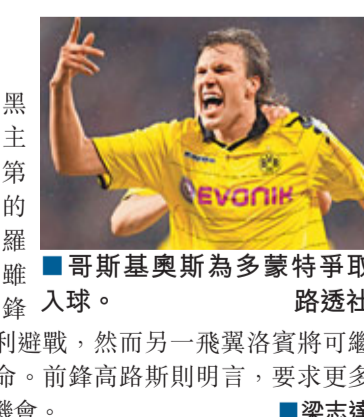 黑
主
第
的
羅
雖
鋒
EVONIK
■哥斯基奧斯為多蒙特爭取
入球。 路透社
利避戰，然而另一飛翼洛賓將可繼
命。前鋒高路斯則明言，要求更多
機會。 ■梁志達